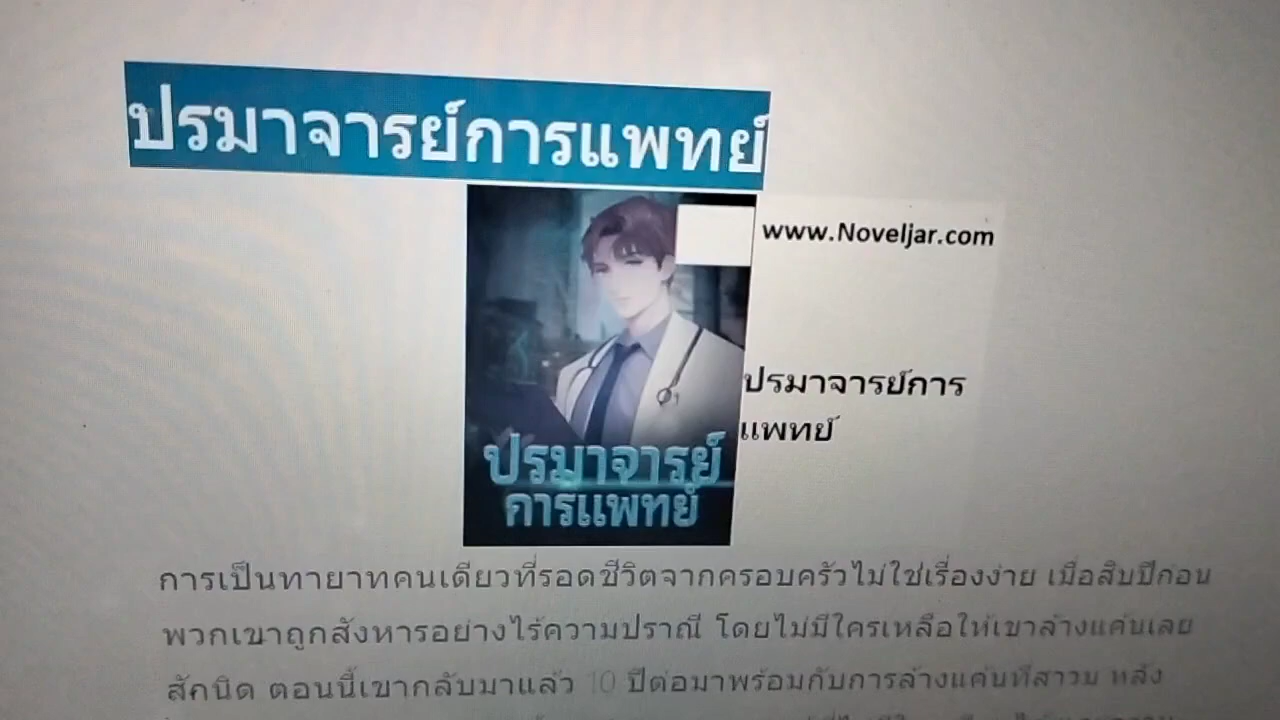 ปรมาจารย์การแพทย์
www.Noveljar.com
ปรมาจารย์การ
แพทย์
ปรมาจารย์
การแพทย์
การเป็นทายาทคนเดียวที่รอดชีวิตจากครอบครัวไม่ใช่เรื่องง่าย เมื่อสิบปีก่อน
พวกเขาถูกสังหารอย่างไร้ความปราณี โดยไม่มีใครเหลือให้เขาล้างแค้นเลย
สักนิด ตอนนี้เขากลับมาแล้ว 10 ปีต่อมาพร้อมกับการล้างแค้นที่สาวม หลัง